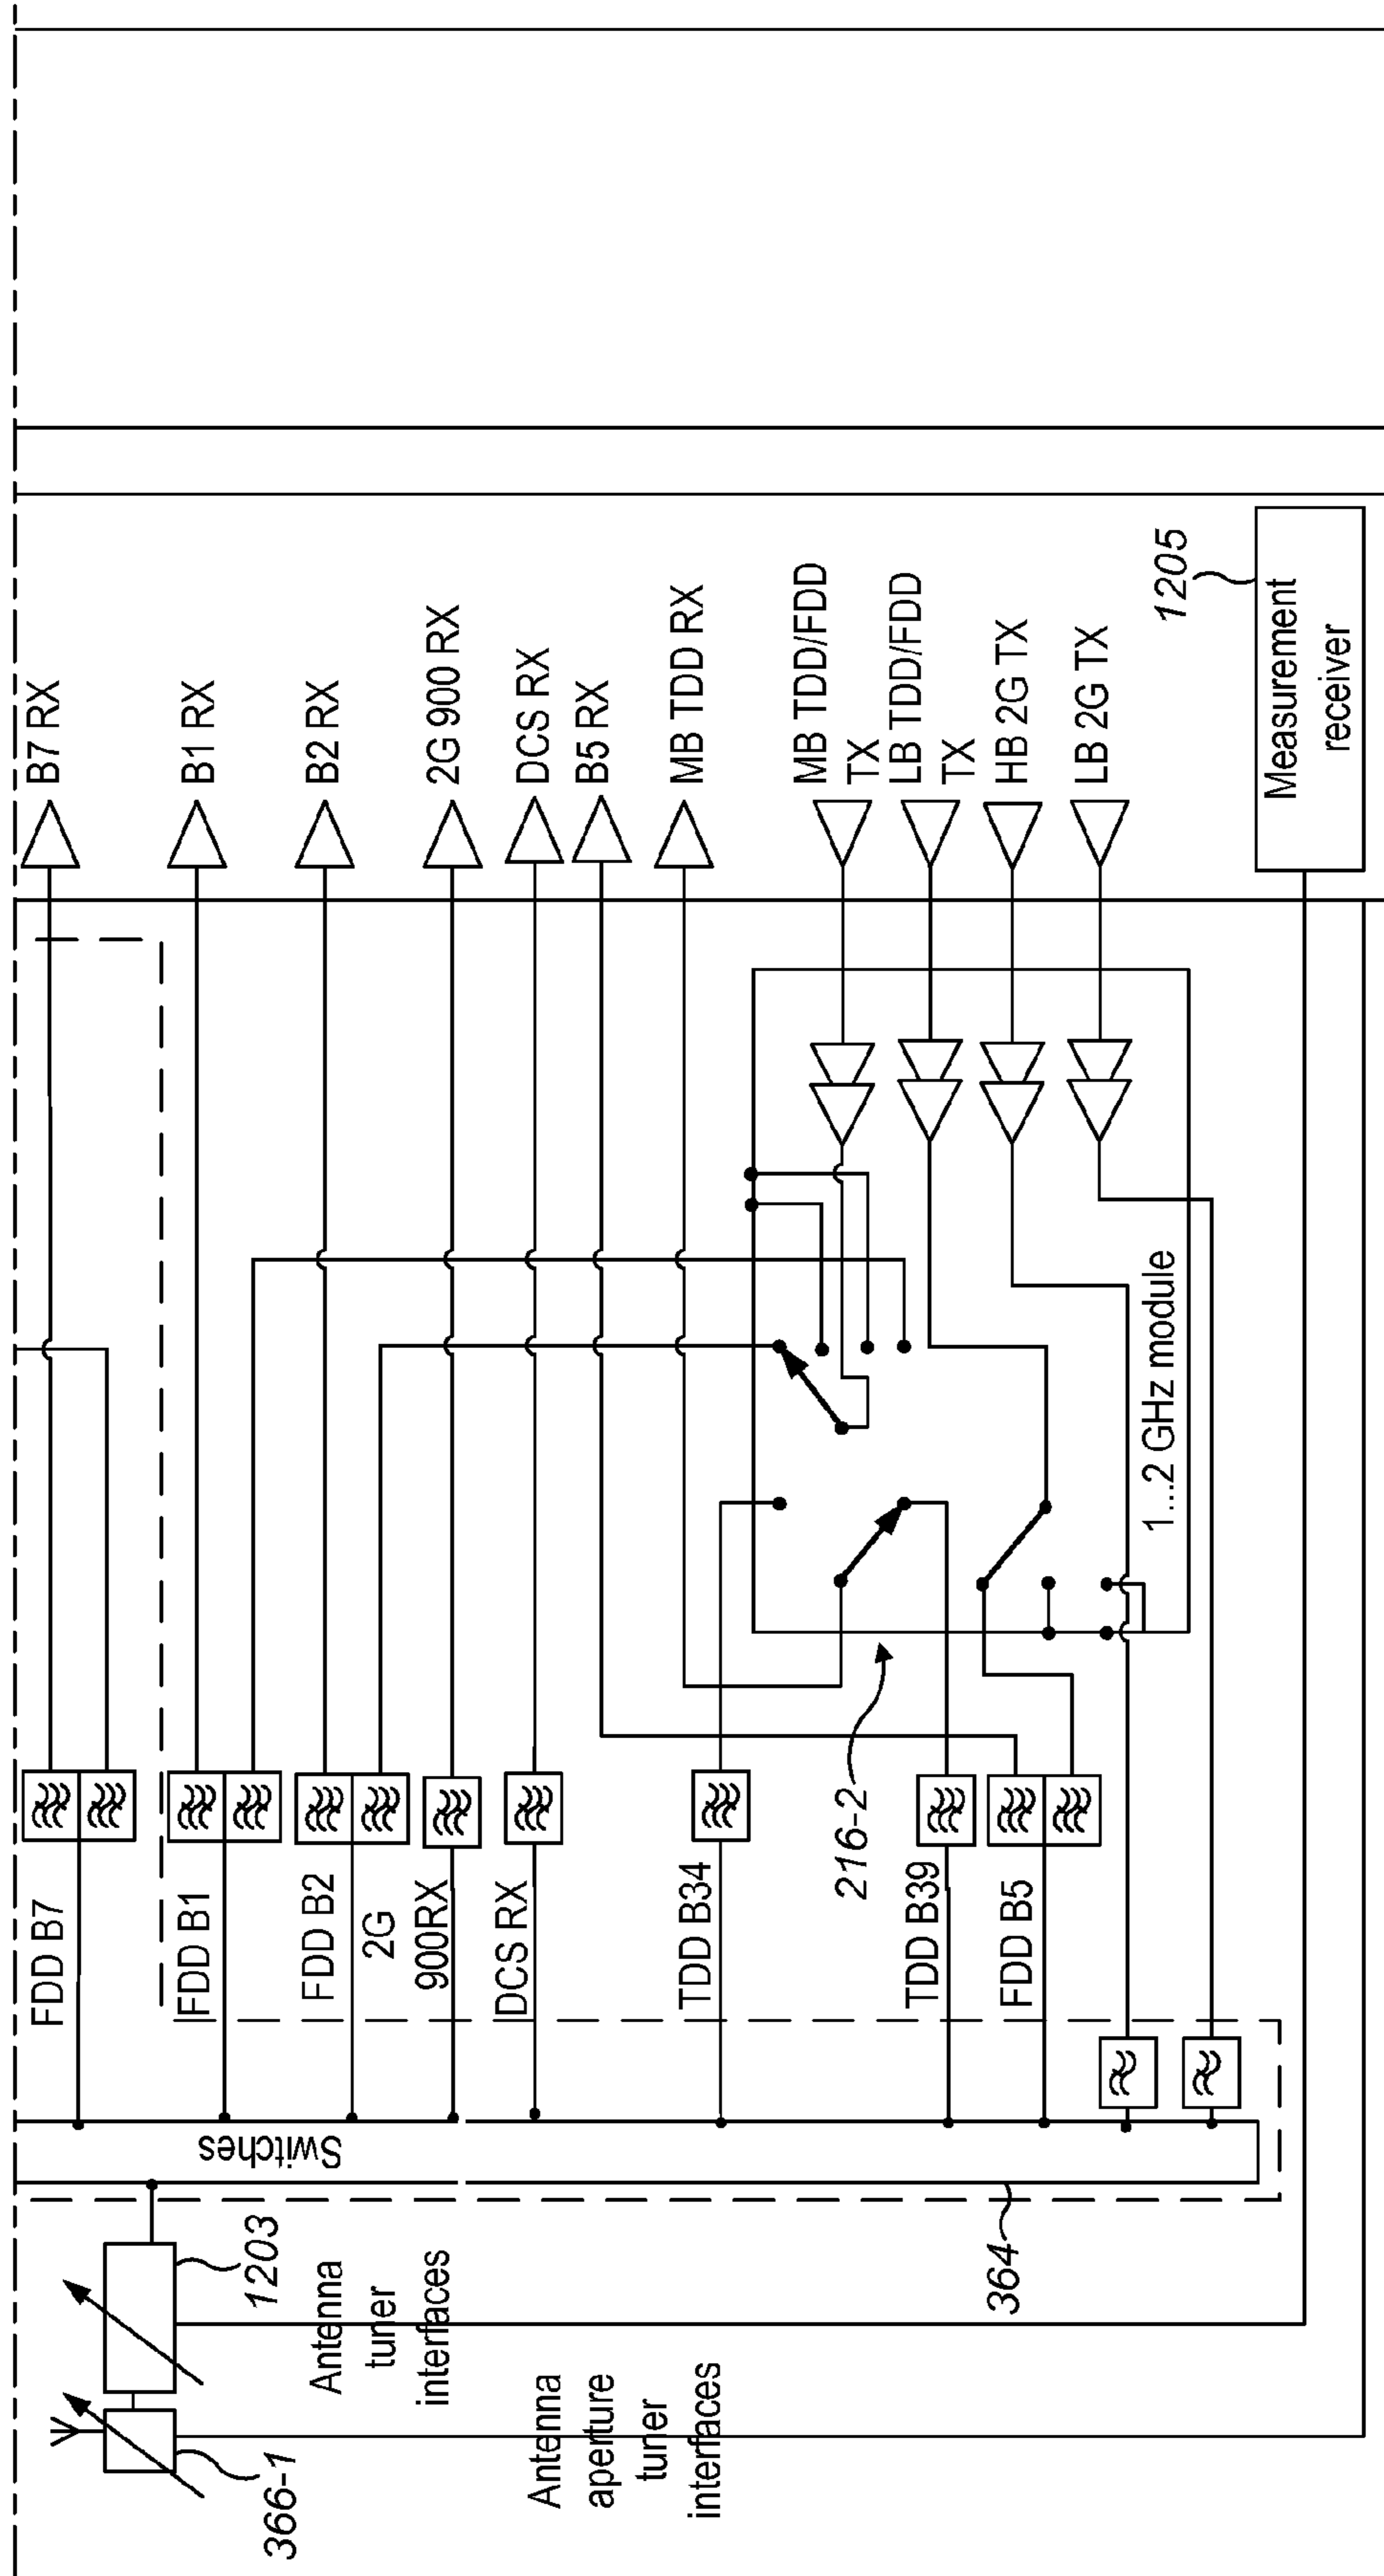 B7 RX
B1 RX
B2 RX
2G 900 RX
DCS RX
B5 RX
MB TDD RX
MB TDD/FDD
TX
LB TDD/FDD
TX
HB 2G TX
LB 2G TX
1205
Measurement
receiver
1...2 GHz module
216-2
FDD B7
FDD B1
FDD B2
2G
900RX
DCS RX
TDD B34
TDD B39
FDD B5
Switches
364
1203
Antenna
tuner
interfaces
366-1
Antenna
aperture
tuner
interfaces